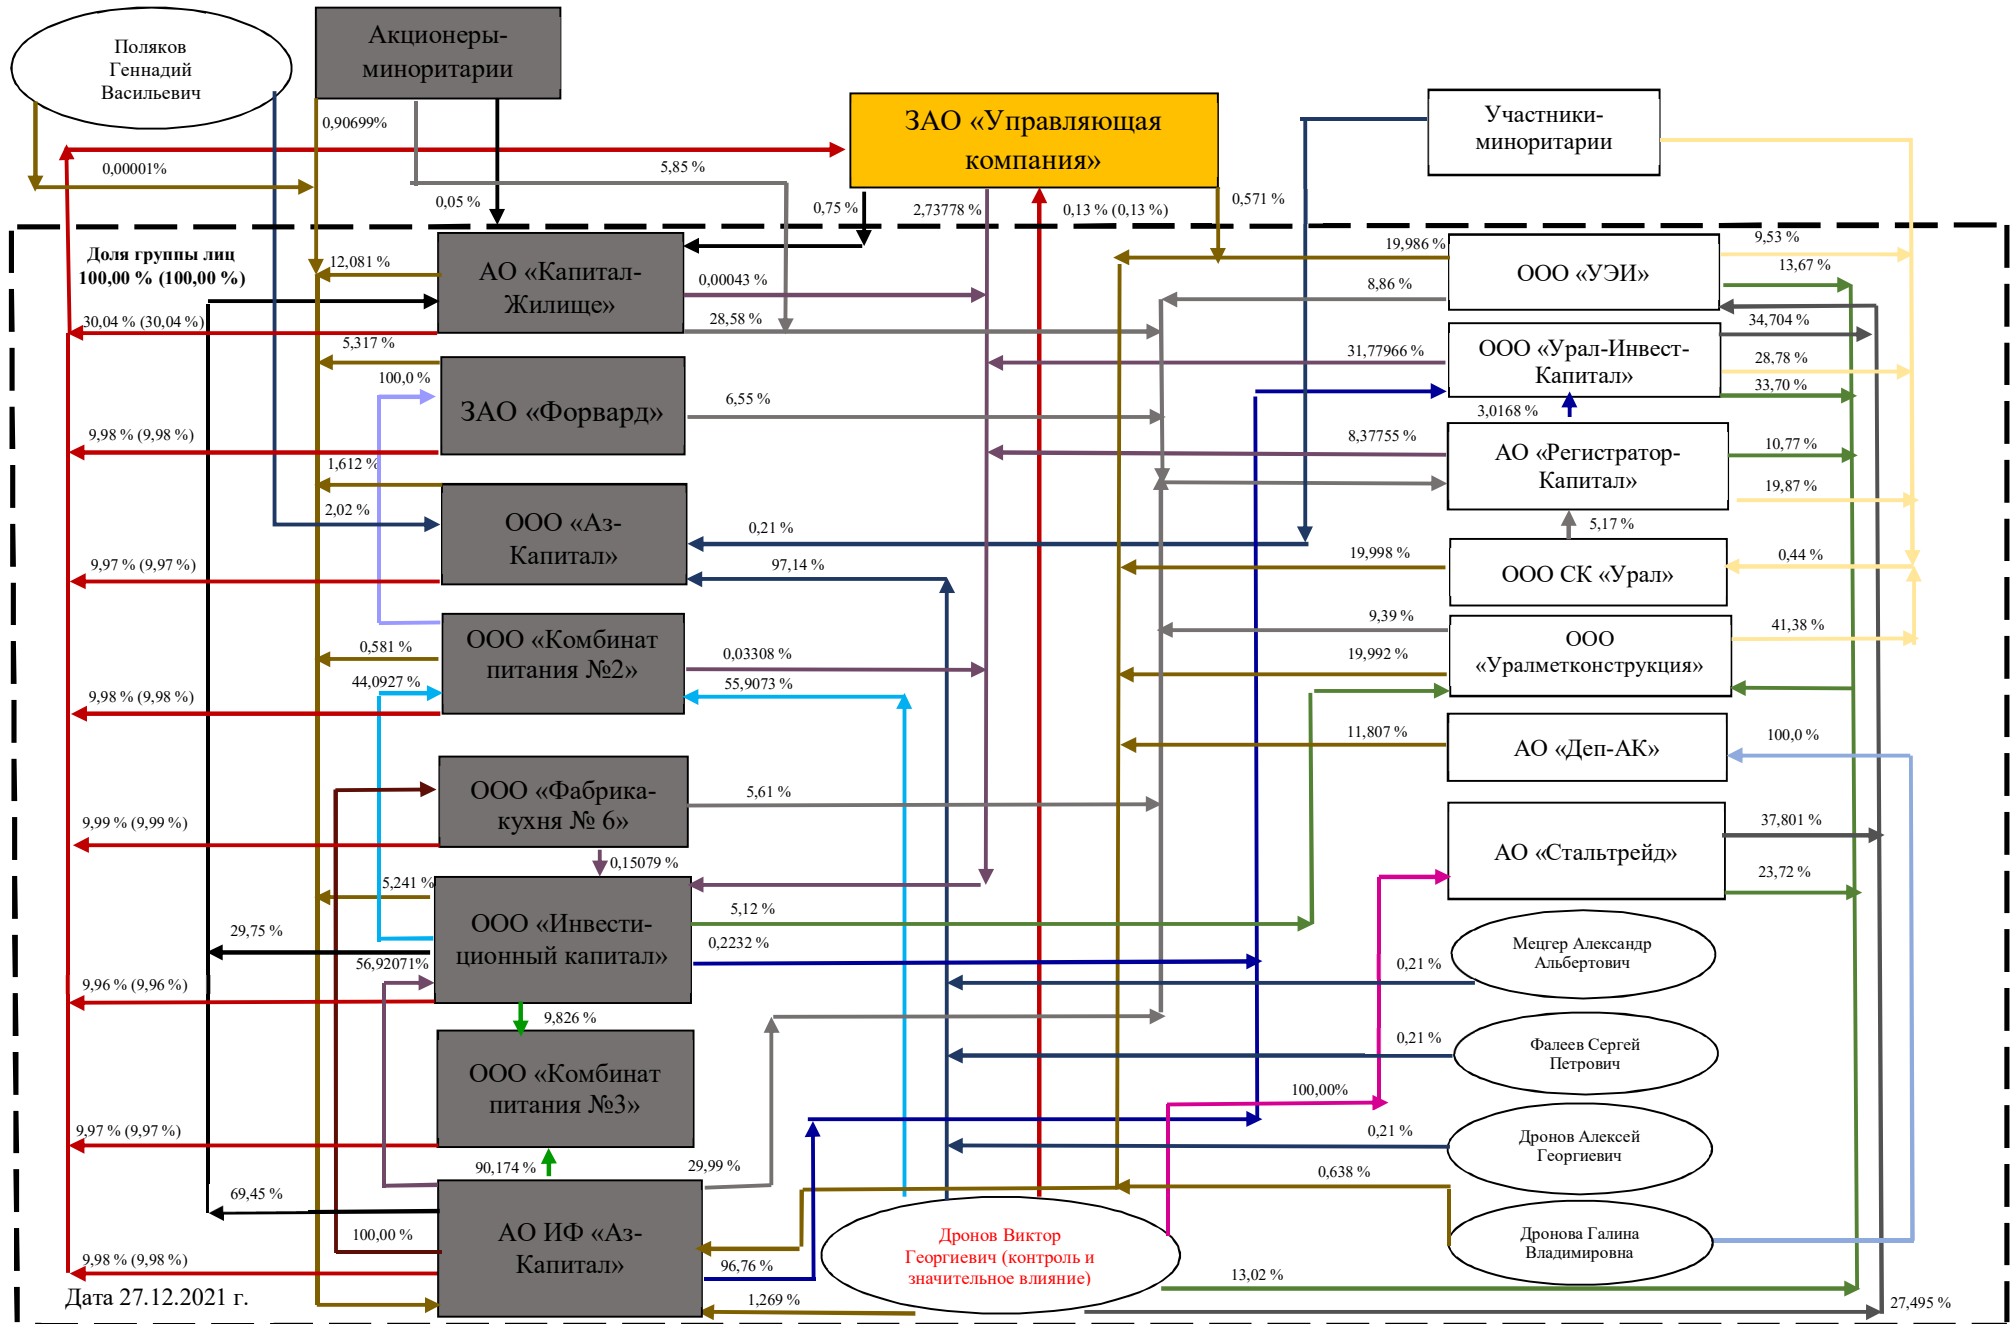 Поляков
Геннадий
Васильевич
Акционеры-
миноритарии
ЗАО «Управляющая
компания»
Участники-
миноритарии
0,90699%
0,00001%
5,85 %
0,05 %
0,75 %
2,73778 %
0,13 % (0,13 %)
0,571 %
Доля группы лиц
100,00 % (100,00 %)
12,081 %
АО «Капитал-
Жилище»
0,00043 %
28,58 %
30,04 % (30,04 %)
19,986 %
8,86 %
ООО «УЭИ»
9,53 %
13,67 %
5,317 %
100,0 %
ЗАО «Форвард»
6,55 %
9,98 % (9,98 %)
31,77966 %
ООО «Урал-Инвест-
Капитал»
34,704 %
28,78 %
33,70 %
3,0168 %
8,37755 %
АО «Регистратор-
Капитал»
10,77 %
19,87 %
1,612 %
2,02 %
ООО «Аз-
Капитал»
0,21 %
97,14 %
9,97 % (9,97 %)
5,17 %
19,998 %
ООО СК «Урал»
0,44 %
0,581 %
44,0927 %
ООО «Комбинат
питания №2»
0,03308 %
55,9073 %
9,98 % (9,98 %)
9,39 %
19,992 %
ООО
«Уралметконструкция»
41,38 %
11,807 %
АО «Деп-АК»
100,0 %
ООО «Фабрика-
кухня № 6»
5,61 %
9,99 % (9,99 %)
0,15079 %
АО «Стальтрейд»
37,801 %
23,72 %
5,241 %
29,75 %
56,92071%
ООО «Инвести-
ционный капитал»
5,12 %
0,2232 %
9,96 % (9,96 %)
9,826 %
Мецгер Александр
Альбертович
0,21 %
ООО «Комбинат
питания №3»
9,97 % (9,97 %)
90,174 %
29,99 %
Фалеев Сергей
Петрович
0,21 %
100,00%
Дронов Алексей
Георгиевич
0,21 %
0,638 %
69,45 %
100,00 %
АО ИФ «Аз-
Капитал»
9,98 % (9,98 %)
96,76 %
1,269 %
Дронов Виктор
Георгиевич (контроль и
значительное влияние)
Дронова Галина
Владимировна
13,02 %
27,495 %
Дата 27.12.2021 г.